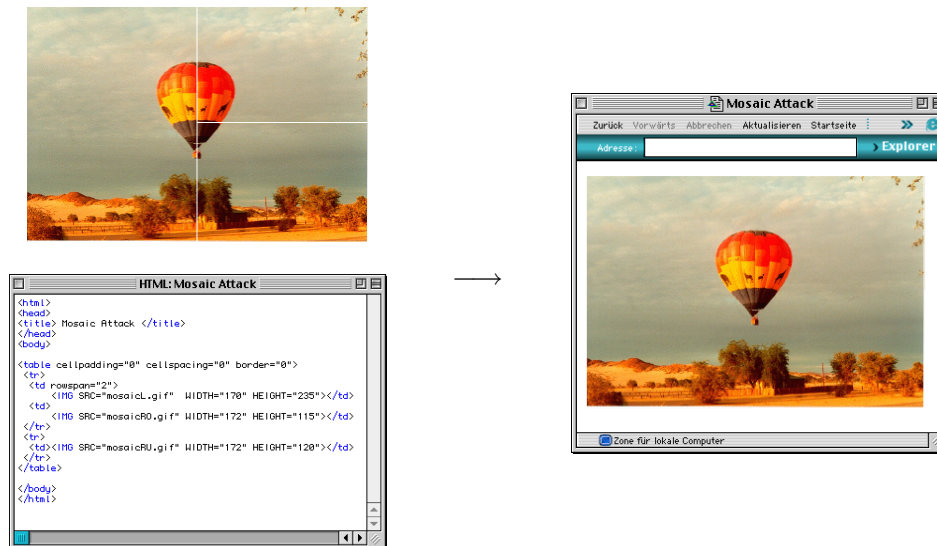 HTML: Mosaic Attack
<html>
<head>
<title> Mosaic Attack </title>
</head>
<body>
<table cellpadding="0" cellspacing="0" border="0">
<tr>
<td rowspan="2">
<IMG SRC="mosaicL.gif" WIDTH="170" HEIGHT="235"></td>
<td>
<IMG SRC="mosaicRO.gif" WIDTH="172" HEIGHT="115"></td>
</tr>
<tr>
<td><IMG SRC="mosaicRU.gif" WIDTH="172" HEIGHT="120"></td>
</tr>
</table>
</body>
</html>
Mosaic Attack
Zurück Vorwärts Abbrechen Aktualisieren Startseite
Adresse: Explorer
Zone für lokale Computer